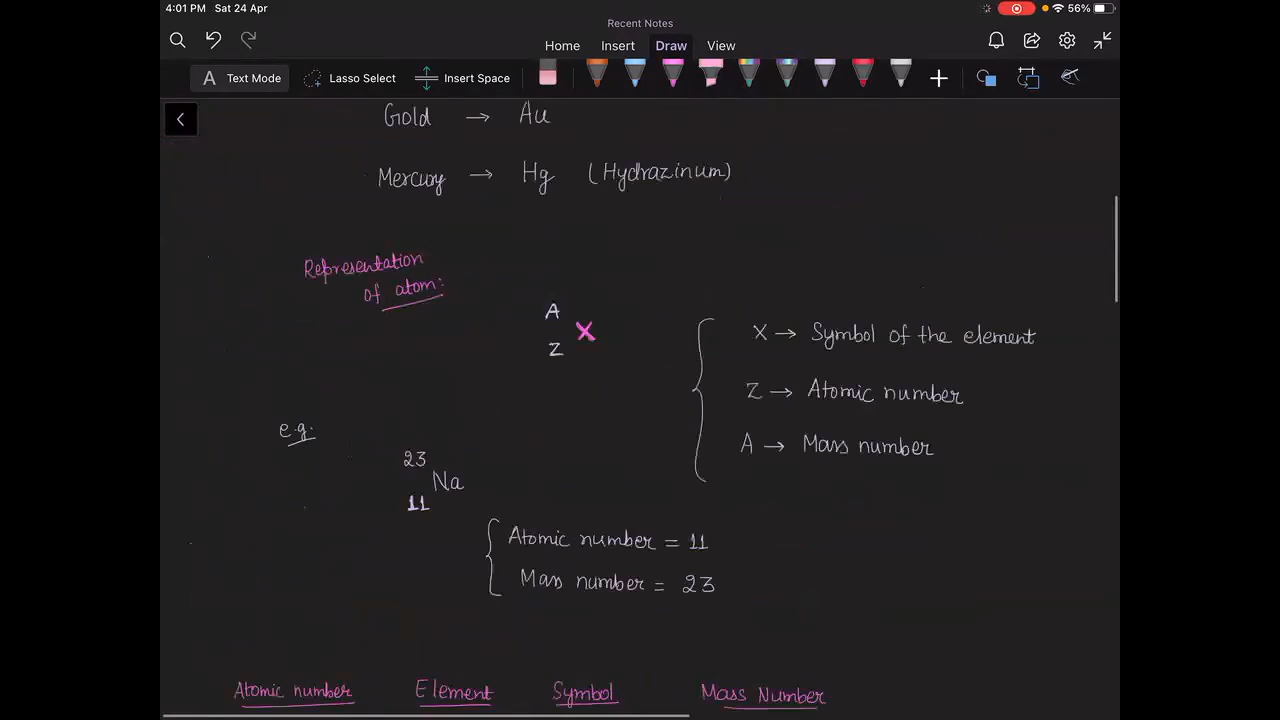 4:01 PM Sat 24 Apr
56%
Recent Notes
Home Insert Draw View
A Text Mode Lasso Select Insert Space
Gold → Au
Mercury → Hg (Hydrazinum)
Representation
of atom:
A
X
Z
X → Symbol of the element
Z → Atomic number
A → Mass number
e.g.
23
Na
11
Atomic number = 11
Mass number = 23
Atomic number Element Symbol Mass Number